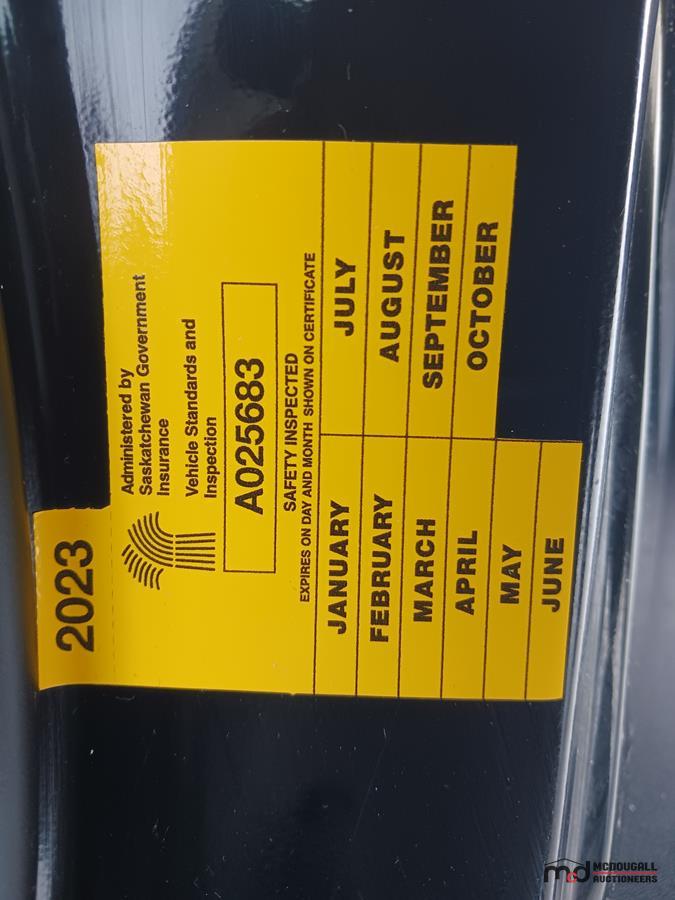 2023
Administered by
Saskatchewan Government
Insurance
Vehicle Standards and
Inspection
A025683
SAFETY INSPECTED
EXPIRES ON DAY AND MONTH SHOWN ON CERTIFICATE
JANUARY JULY
FEBRUARY AUGUST
MARCH SEPTEMBER
APRIL OCTOBER
MAY
JUNE
mcd MCDOUGALL
AUCTIONEERS